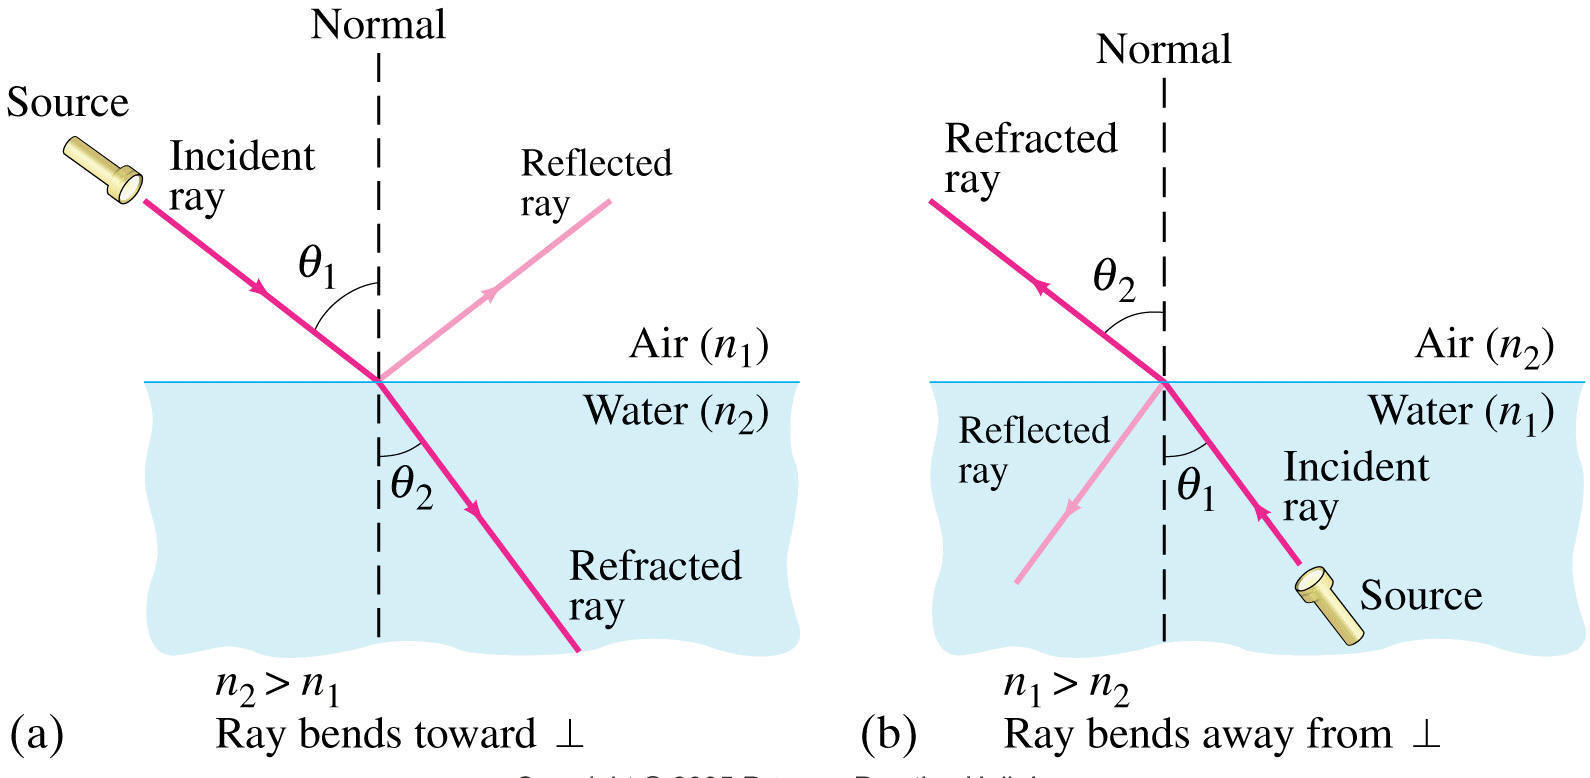 Normal
Source
Incident
ray
Reflected
ray
θ1
Air (n1)
Water (n2)
θ2
Refracted
ray
n2 > n1
(a) Ray bends toward ⊥
Normal
Refracted
ray
θ2
Air (n2)
Water (n1)
Reflected
ray
θ1
Incident
ray
Source
n1 > n2
(b) Ray bends away from ⊥